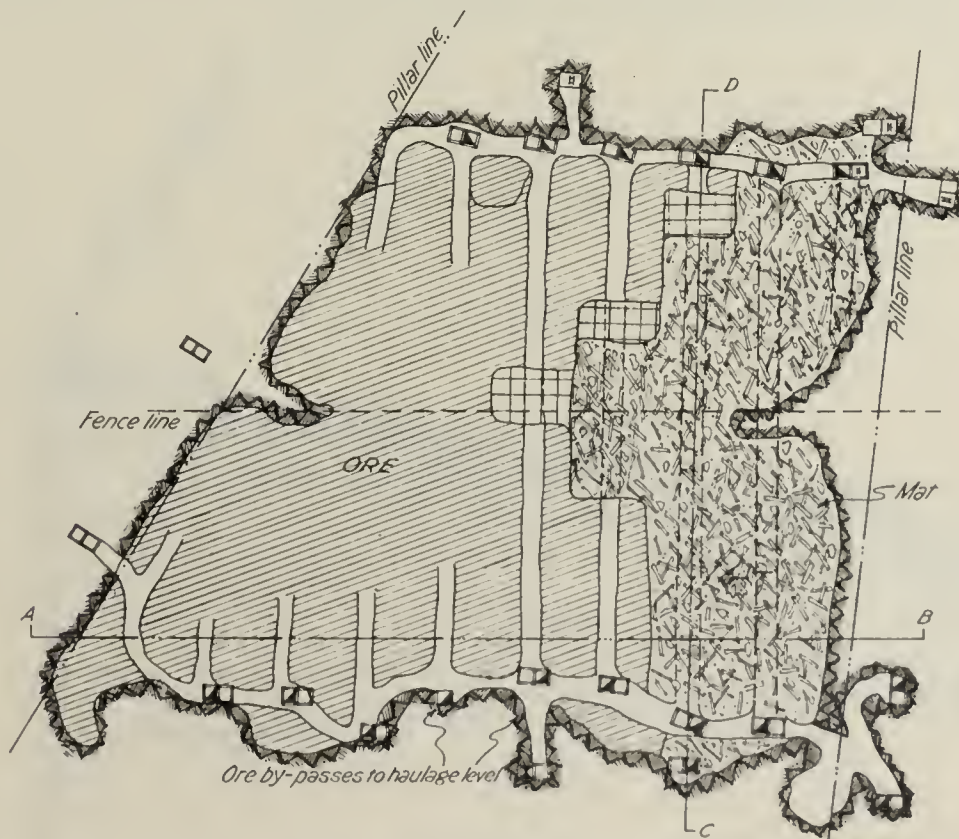 Pillar line..
D
Pillar line
Fence line
ORE
Mat
A
B
Ore by-passes to haulage level
C